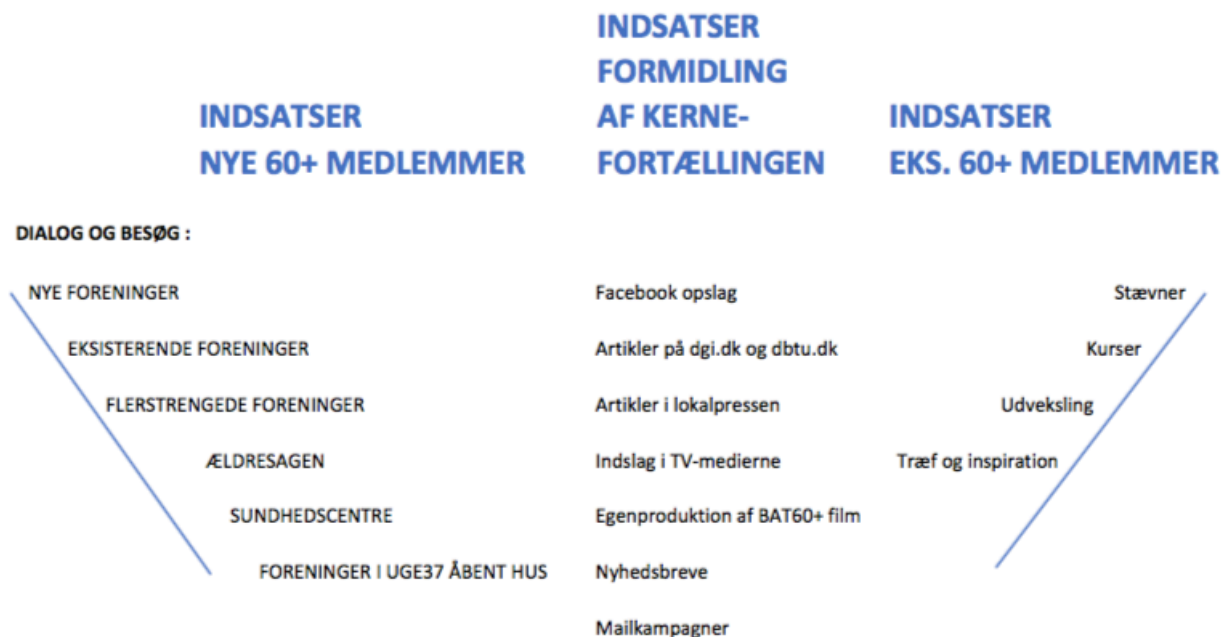 INDSATSER
NYE 60+ MEDLEMMER
INDSATSER
FORMIDLING
AF KERNE-
FORTÆLLINGEN
INDSATSER
EKS. 60+ MEDLEMMER
DIALOG OG BESØG :
NYE FORENINGER
EKSISTERENDE FORENINGER
FLERSTRENGEDE FORENINGER
ÆLDRESAGEN
SUNDHEDSCENTRE
FORENINGER I UGE37 ÅBENT HUS
Facebook opslag
Artikler på dgi.dk og dbtu.dk
Artikler i lokalpressen
Indslag i TV-medierne
Egenproduktion af BAT60+ film
Nyhedsbreve
Mailkampagner
Stævner
Kurser
Udveksling
Træf og inspiration